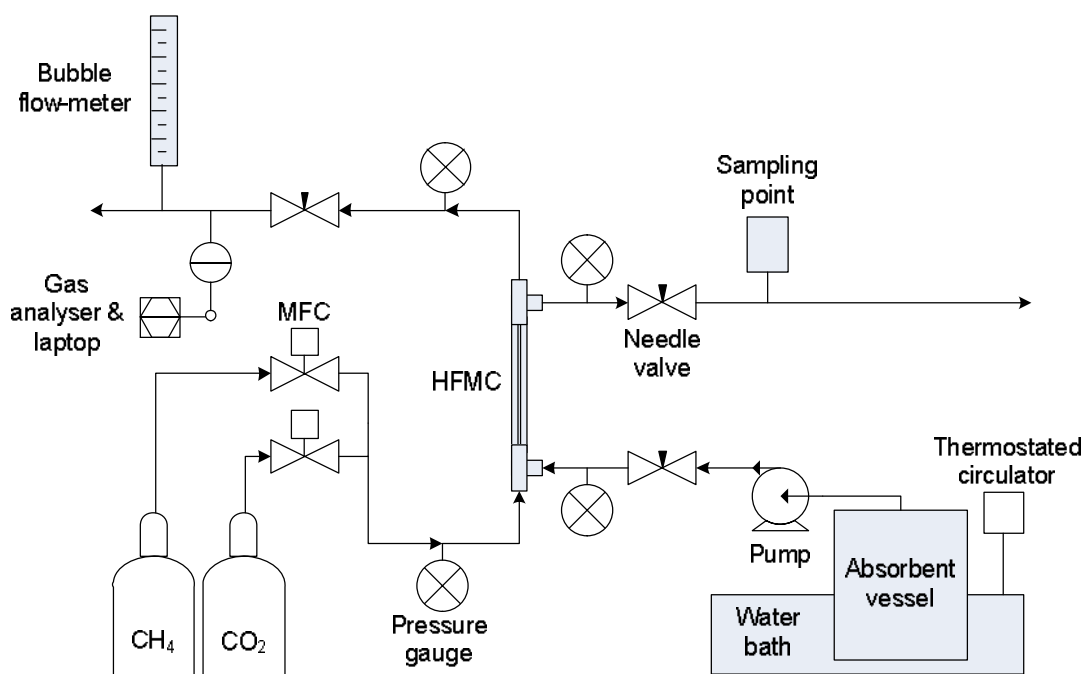 Bubble
flow-meter
Sampling
point
Gas
analyser &
laptop
MFC
Needle
valve
HFMC
Thermostated
circulator
Pump
Absorbent
vessel
Water
bath
Pressure
gauge
CH₄
CO₂